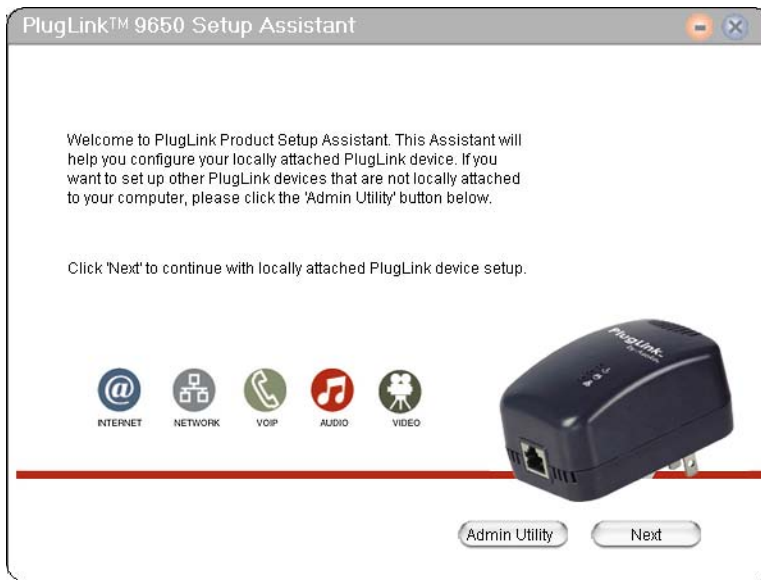 PlugLink™ 9650 Setup Assistant
Welcome to PlugLink Product Setup Assistant. This Assistant will
help you configure your locally attached PlugLink device. If you
want to set up other PlugLink devices that are not locally attached
to your computer, please click the 'Admin Utility' button below.
Click 'Next' to continue with locally attached PlugLink device setup.
PlugLink™
by Asoka
INTERNET NETWORK VOIP AUDIO VIDEO
Admin Utility Next